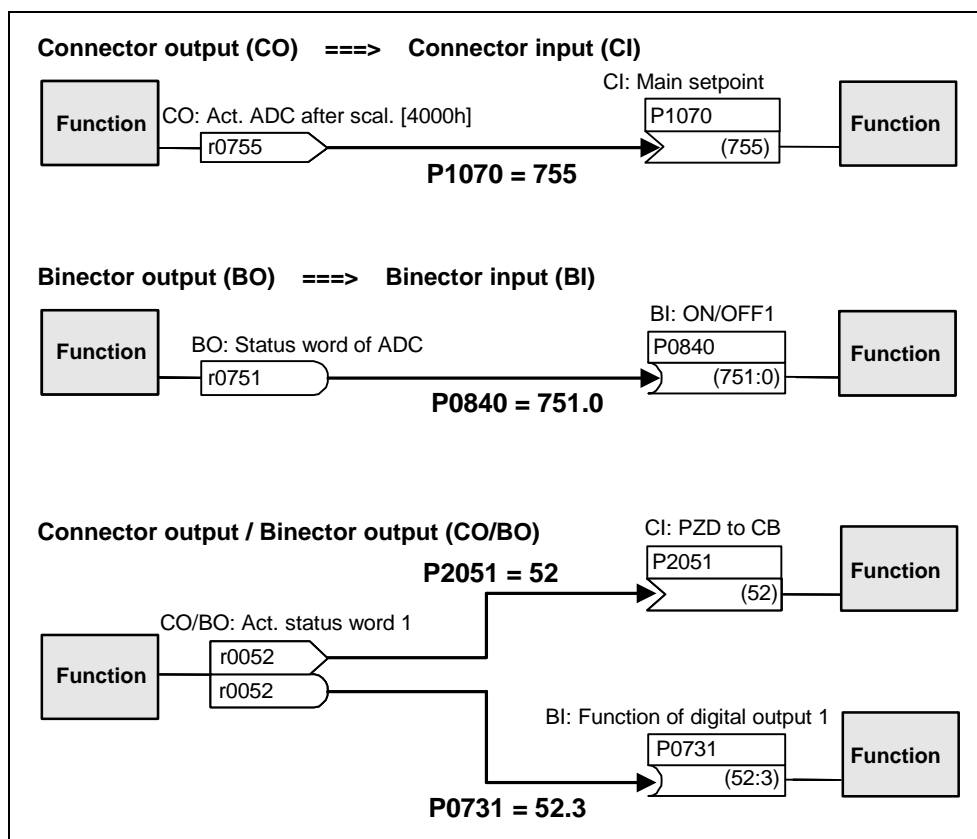 Connector output (CO) ===> Connector input (CI)
CI: Main setpoint
Function
CO: Act. ADC after scal. [4000h]
r0755
P1070
(755)
Function
P1070 = 755
Binector output (BO) ===> Binector input (BI)
BI: ON/OFF1
Function
BO: Status word of ADC
r0751
P0840
(751:0)
Function
P0840 = 751.0
Connector output / Binector output (CO/BO)
CI: PZD to CB
P2051 = 52
P2051
(52)
Function
CO/BO: Act. status word 1
Function
r0052
r0052
BI: Function of digital output 1
P0731
(52:3)
Function
P0731 = 52.3